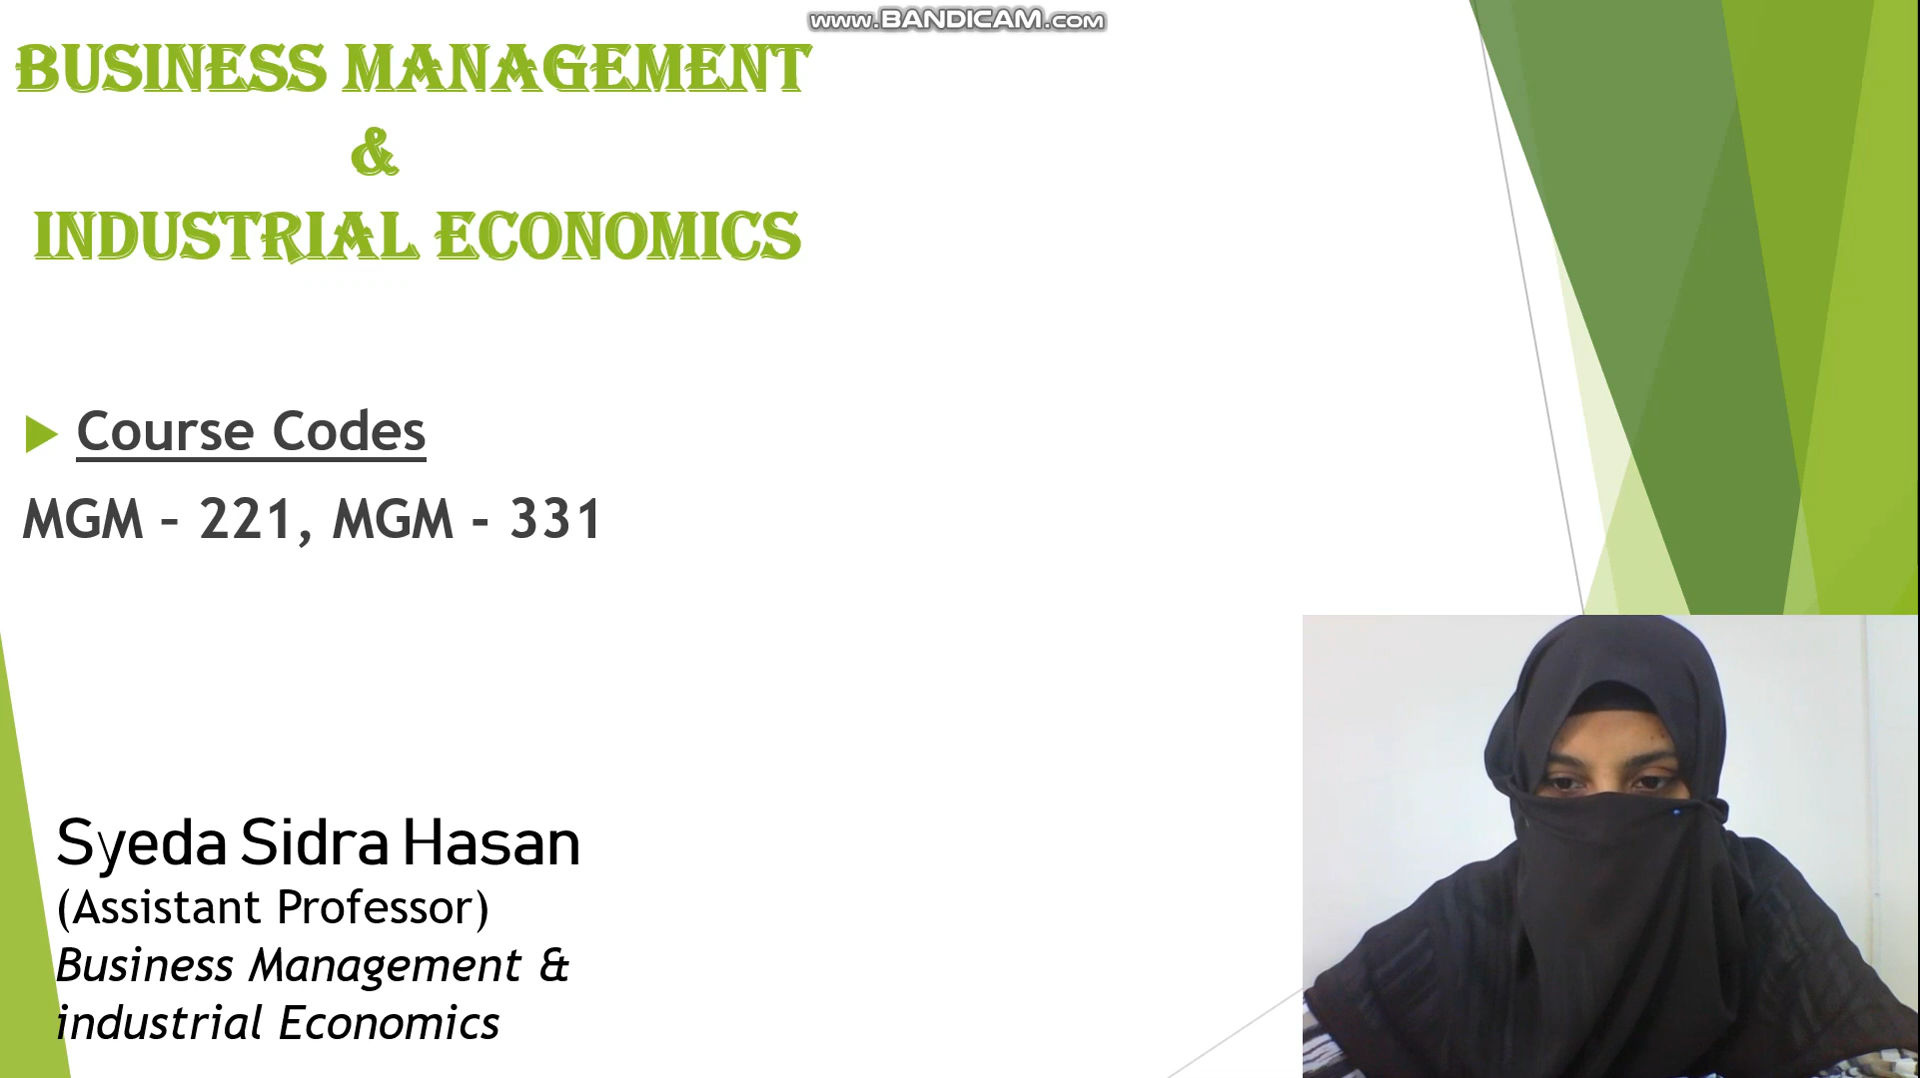 www.BANDICAM.com
BUSINESS MANAGEMENT
&
INDUSTRIAL ECONOMICS
Course Codes
MGM – 221, MGM - 331
Syeda Sidra Hasan
(Assistant Professor)
Business Management &
industrial Economics